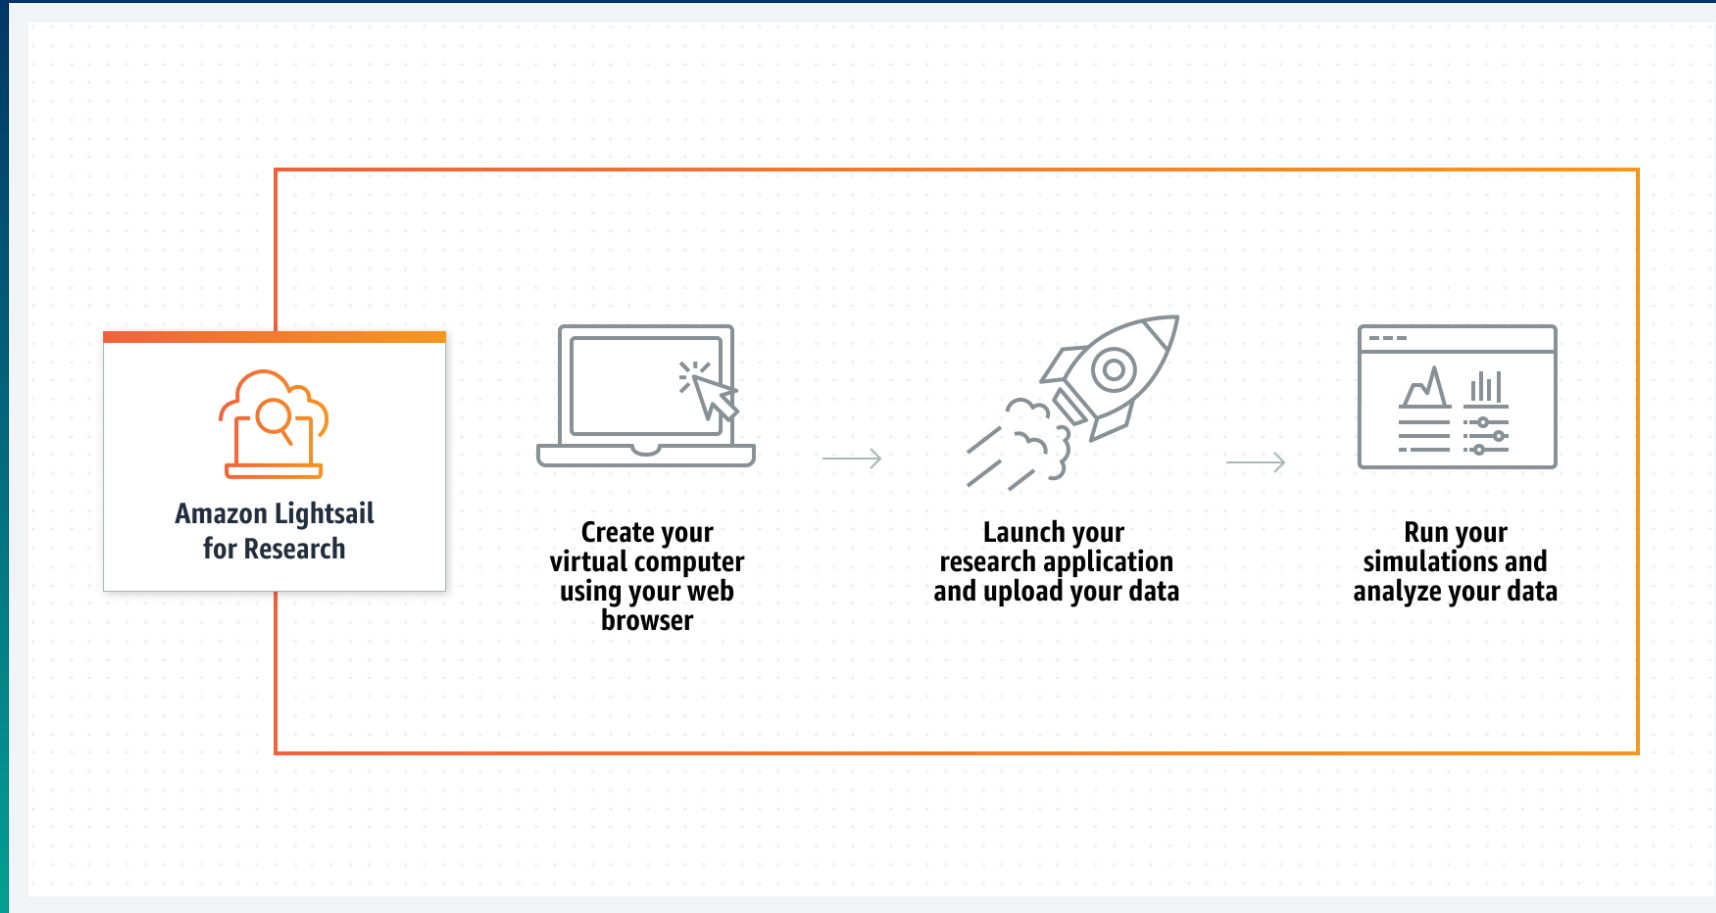 Amazon Lightsail
for Research
Create your
virtual computer
using your web
browser
Launch your
research application
and upload your data
Run your
simulations and
analyze your data